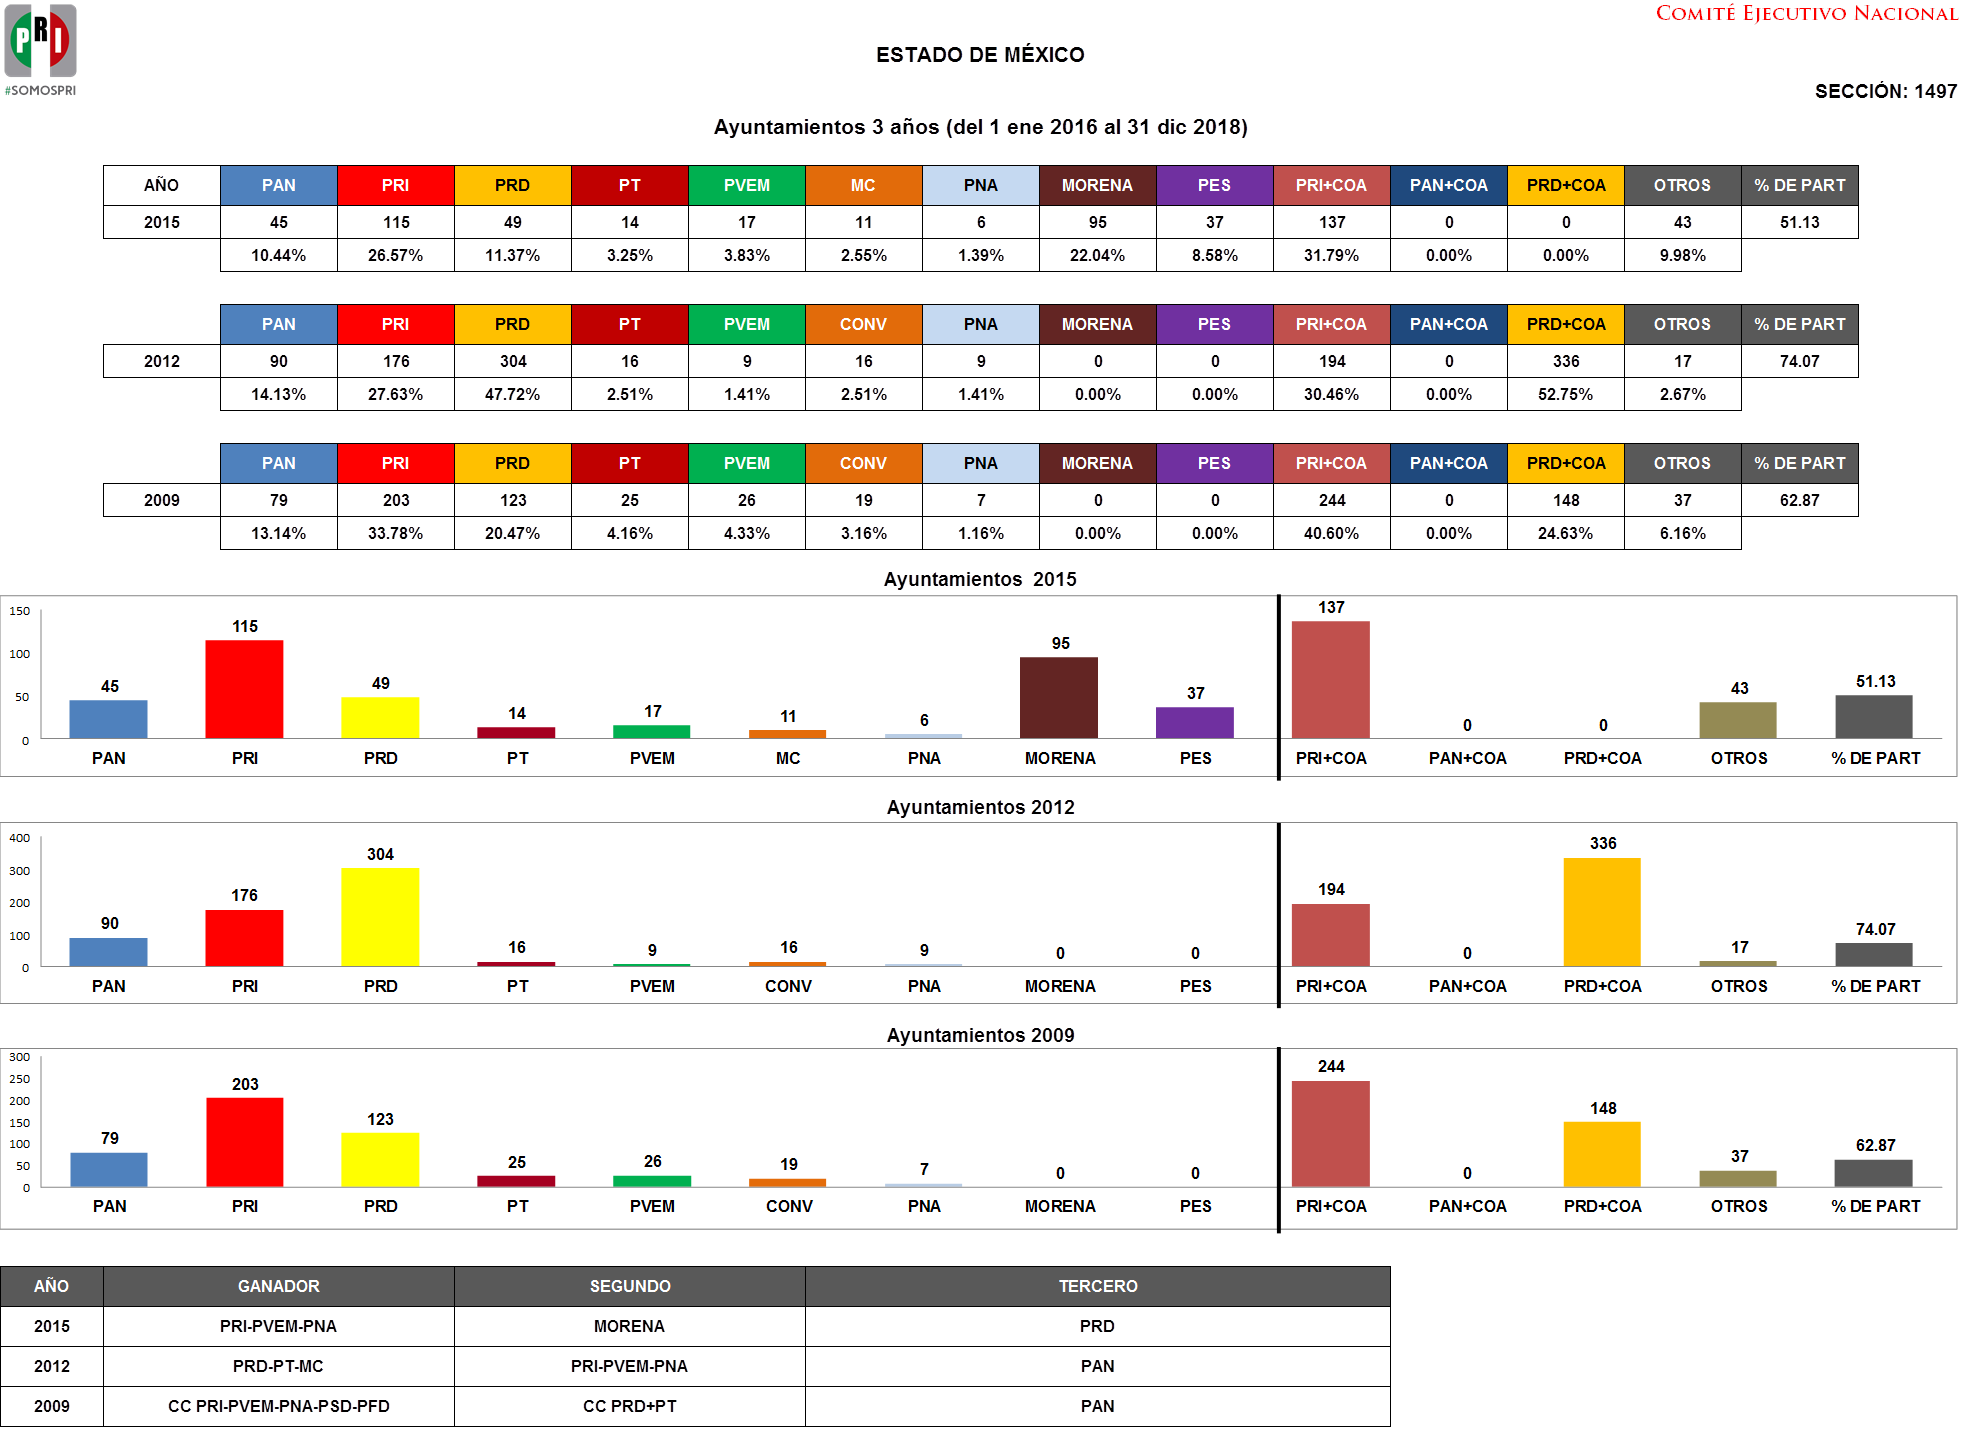 COMITÉ EJECUTIVO NACIONAL
PRI
#SOMOSPRI
ESTADO DE MÉXICO
SECCIÓN: 1497
Ayuntamientos 3 años (del 1 ene 2016 al 31 dic 2018)
AÑO PAN PRI PRD PT PVEM MC PNA MORENA PES PRI+COA PAN+COA PRD+COA OTROS % DE PART
2015 45 115 49 14 17 11 6 95 37 137 0 0 43 51.13
10.44% 26.57% 11.37% 3.25% 3.83% 2.55% 1.39% 22.04% 8.58% 31.79% 0.00% 0.00% 9.98%
PAN PRI PRD PT PVEM CONV PNA MORENA PES PRI+COA PAN+COA PRD+COA OTROS % DE PART
2012 90 176 304 16 9 16 9 0 0 194 0 336 17 74.07
14.13% 27.63% 47.72% 2.51% 1.41% 2.51% 1.41% 0.00% 0.00% 30.46% 0.00% 52.75% 2.67%
PAN PRI PRD PT PVEM CONV PNA MORENA PES PRI+COA PAN+COA PRD+COA OTROS % DE PART
2009 79 203 123 25 26 19 7 0 0 244 0 148 37 62.87
13.14% 33.78% 20.47% 4.16% 4.33% 3.16% 1.16% 0.00% 0.00% 40.60% 0.00% 24.63% 6.16%
Ayuntamientos 2015
150
100
50
0
45 115 49 14 17 11 6 95 37 137 0 0 43 51.13
PAN PRI PRD PT PVEM MC PNA MORENA PES PRI+COA PAN+COA PRD+COA OTROS % DE PART
Ayuntamientos 2012
400
300
200
100
0
90 176 304 16 9 16 9 0 0 194 0 336 17 74.07
PAN PRI PRD PT PVEM CONV PNA MORENA PES PRI+COA PAN+COA PRD+COA OTROS % DE PART
Ayuntamientos 2009
300
250
200
150
100
50
0
79 203 123 25 26 19 7 0 0 244 0 148 37 62.87
PAN PRI PRD PT PVEM CONV PNA MORENA PES PRI+COA PAN+COA PRD+COA OTROS % DE PART
AÑO GANADOR SEGUNDO TERCERO
2015 PRI-PVEM-PNA MORENA PRD
2012 PRD-PT-MC PRI-PVEM-PNA PAN
2009 CC PRI-PVEM-PNA-PSD-PFD CC PRD+PT PAN